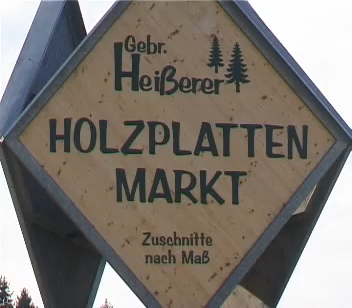 Gebr.
Heißerer
HOLZPLATTEN
MARKT
Zuschnitte
nach Maß